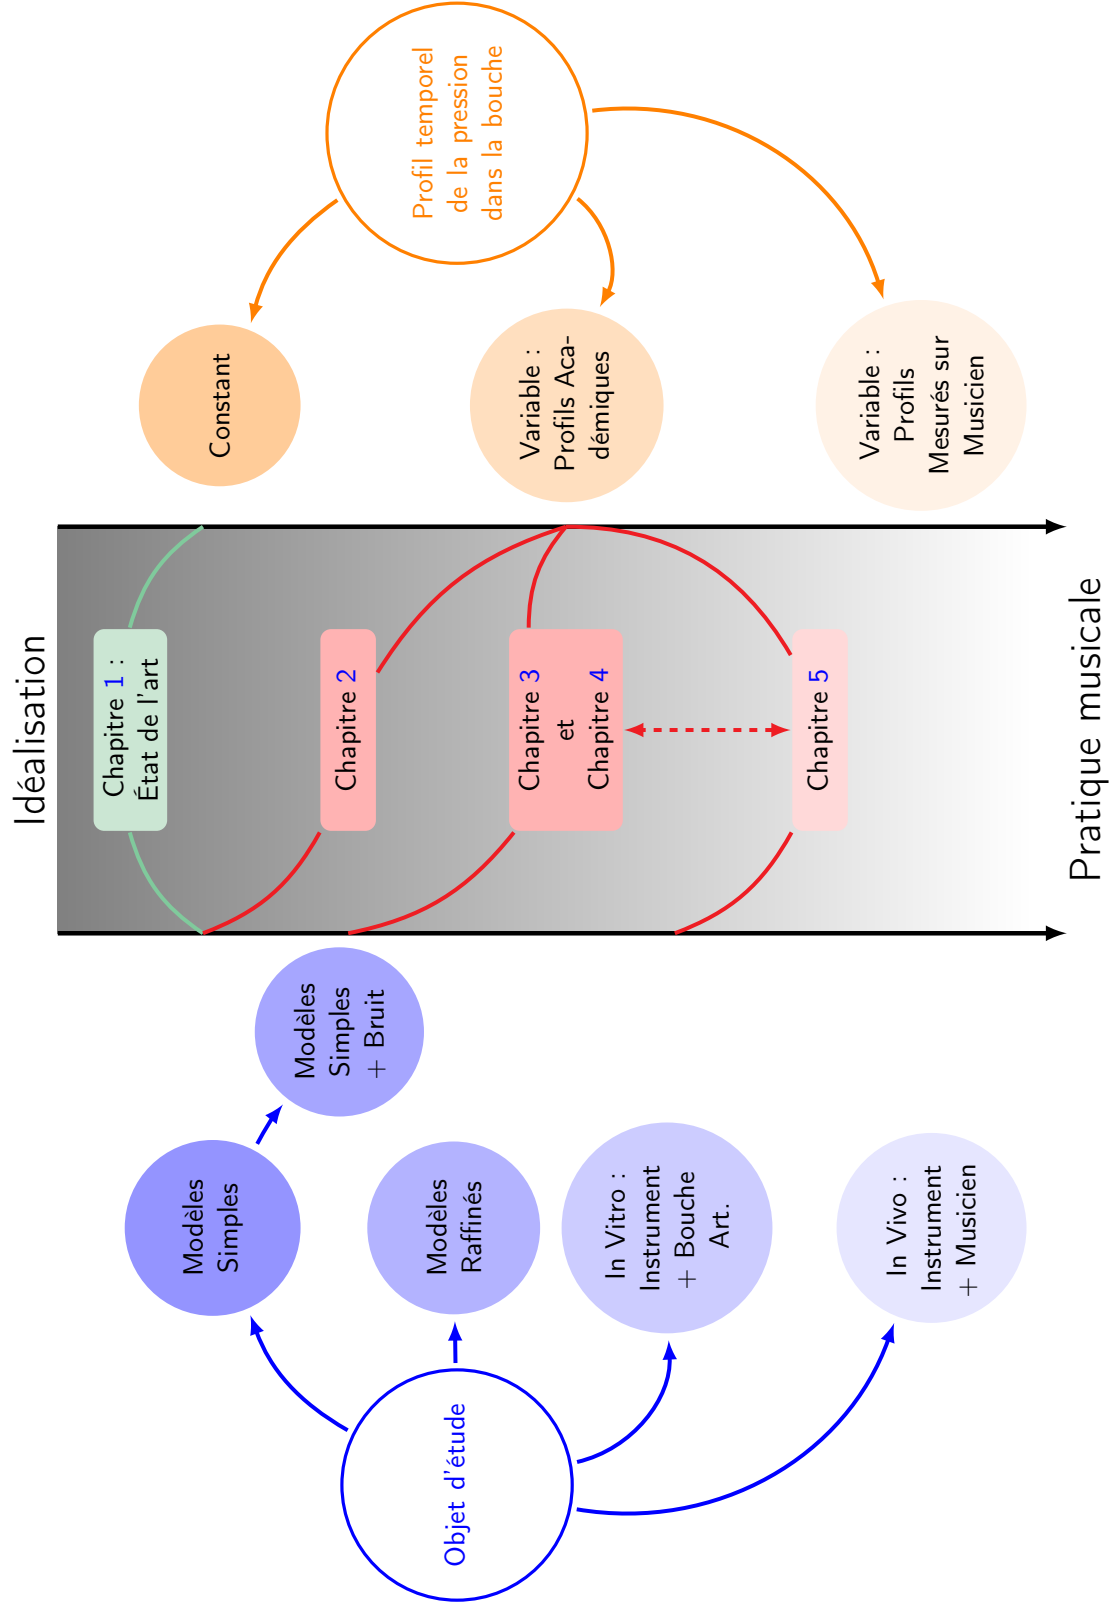 Idéalisation
Objet d'étude
Modèles
Simples
Modèles
Simples
+ Bruit
Modèles
Raffinés
In Vitro :
Instrument
+ Bouche
Art.
In Vivo :
Instrument
+ Musicien
Chapitre 1 :
État de l'art
Chapitre 2
Chapitre 3
et
Chapitre 4
Chapitre 5
Constant
Variable :
Profils Aca-
démiques
Variable :
Profils
Mesurés sur
Musicien
Profil temporel
de la pression
dans la bouche
Pratique musicale